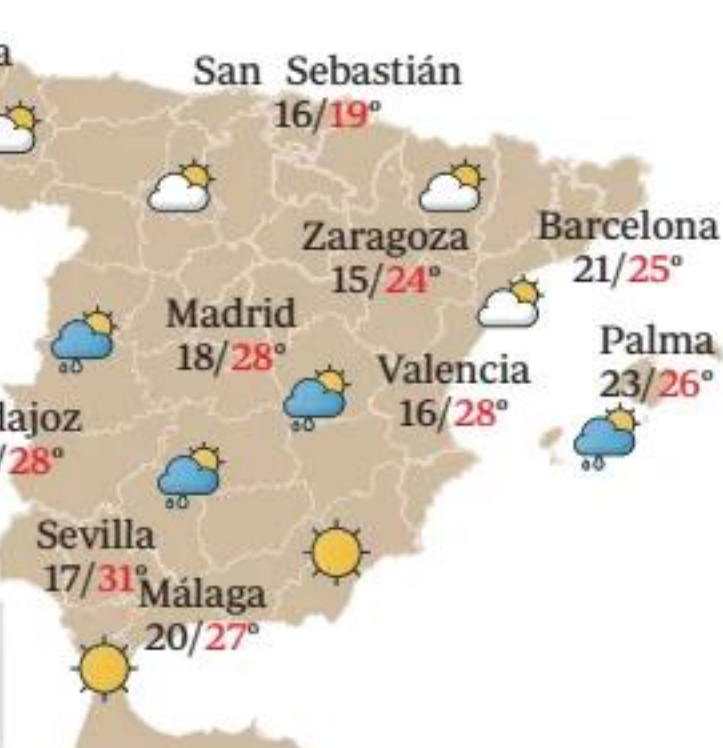 San Sebastián
16/19°
Zaragoza
15/24°
Barcelona
21/25°
Madrid
18/28°
Valencia
16/28°
Palma
23/26°
/28°
Sevilla
17/31°
Málaga
20/27°